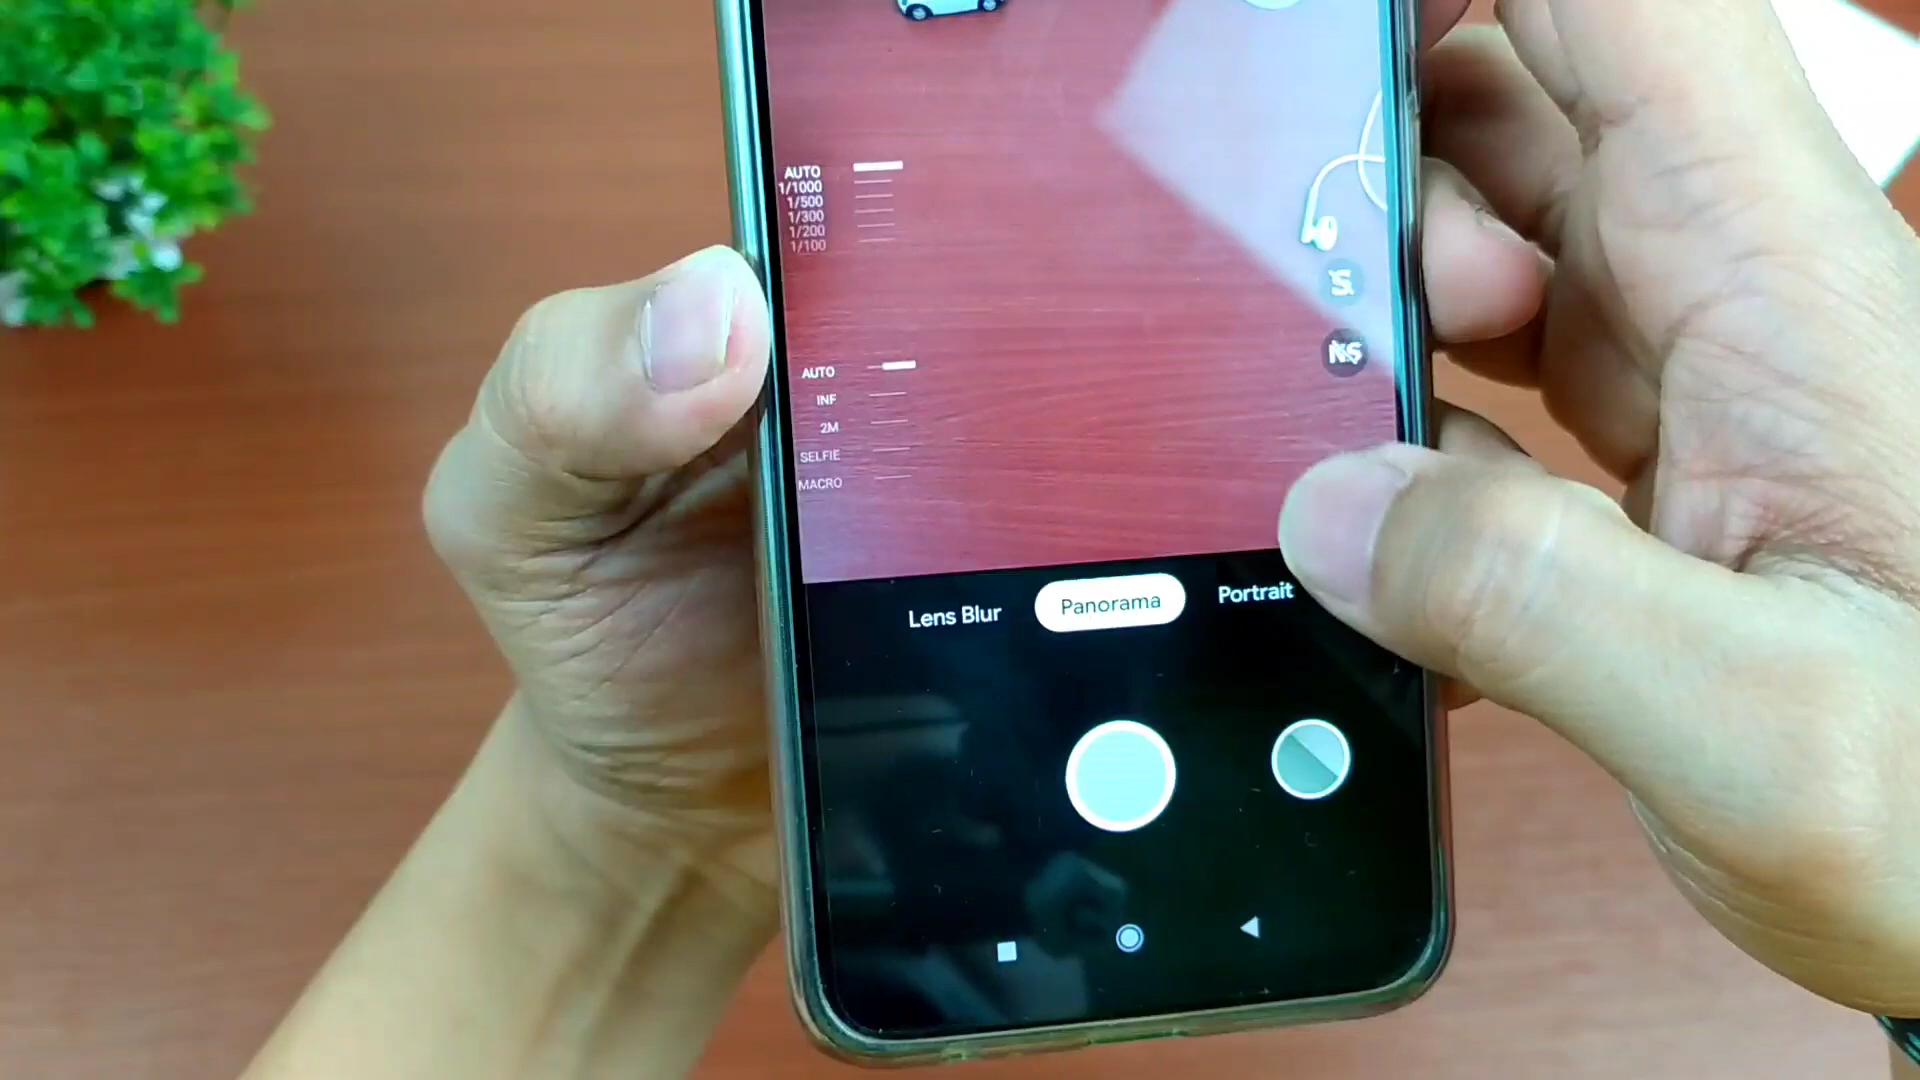 AUTO
1/1000
1/500
1/300
1/200
1/100
AUTO
INF
2M
SELFIE
MACRO
Lens Blur
Panorama
Portrait